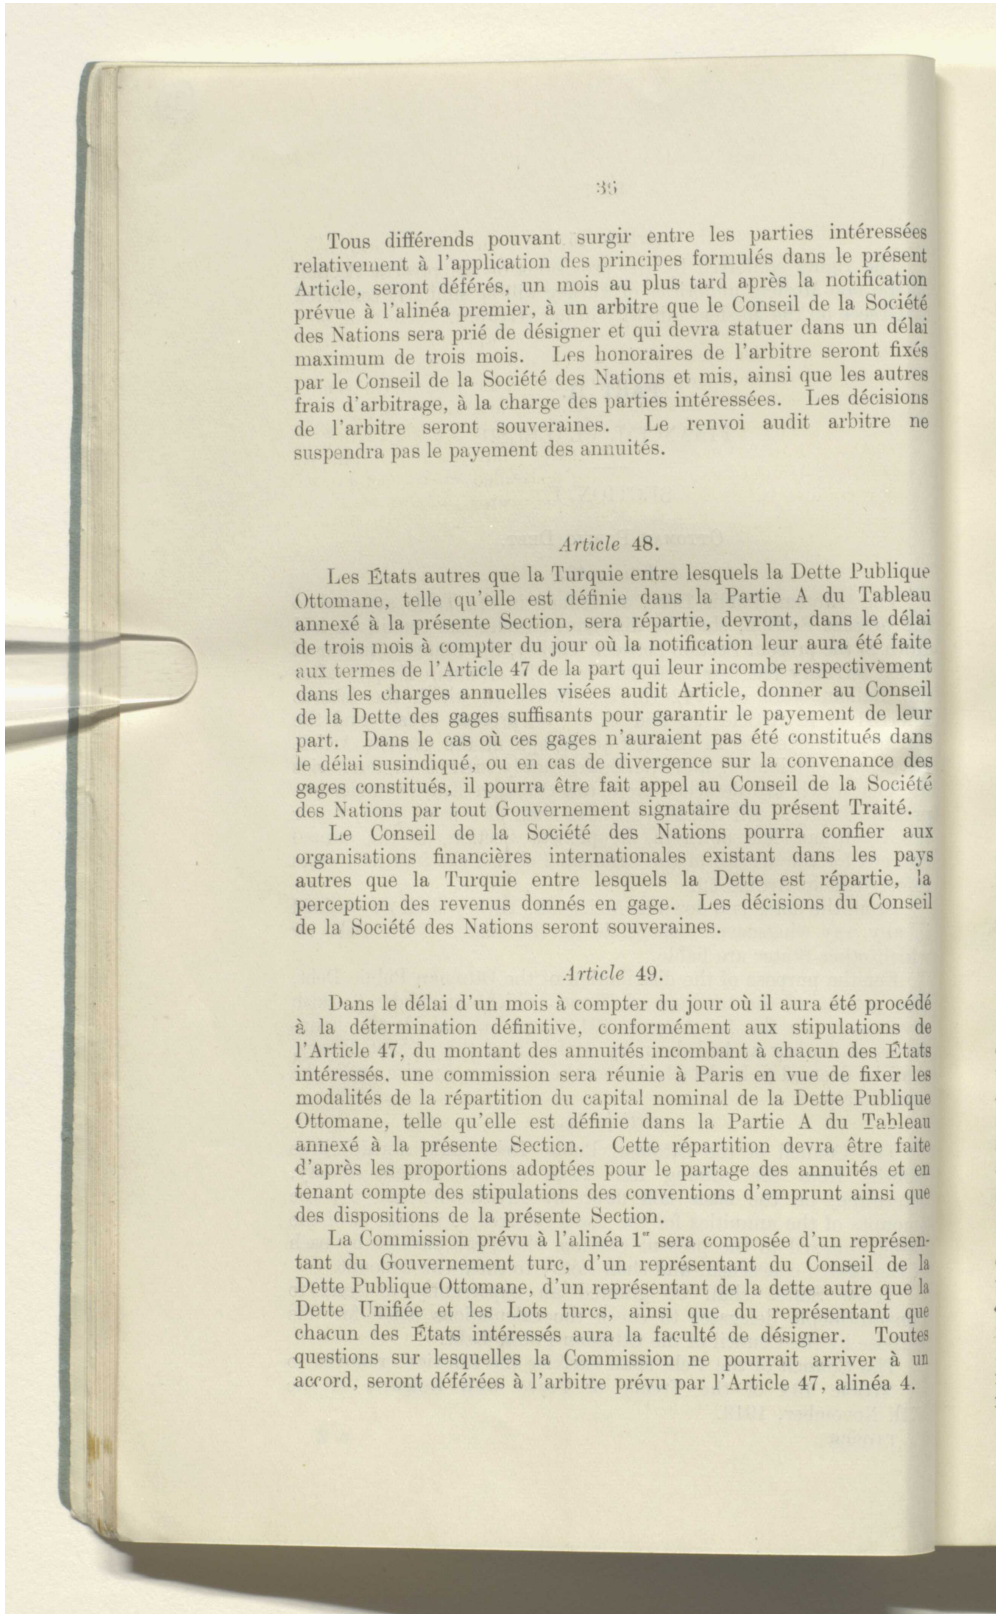 36
Tous différends pouvant surgir entre les parties intéressées
relativement à l'application des principes formulés dans le présent
Article, seront déférés, un mois au plus tard après la notification
prévue à l'alinéa premier, à un arbitre que le Conseil de la Société
des Nations sera prié de désigner et qui devra statuer dans un délai
maximum de trois mois. Les honoraires de l'arbitre seront fixés
par le Conseil de la Société des Nations et mis, ainsi que les autres
frais d'arbitrage, à la charge des parties intéressées. Les décisions
de l'arbitre seront souveraines. Le renvoi audit arbitre ne
suspendra pas le payement des annuités.
Article 48.
Les États autres que la Turquie entre lesquels la Dette Publique
Ottomane, telle qu'elle est définie dans la Partie A du Tableau
annexé à la présente Section, sera répartie, devront, dans le délai
de trois mois à compter du jour où la notification leur aura été faite
aux termes de l'Article 47 de la part qui leur incombe respectivement
dans les charges annuelles visées audit Article, donner au Conseil
de la Dette des gages suffisants pour garantir le payement de leur
part. Dans le cas où ces gages n'auraient pas été constitués dans
le délai susindiqué, ou en cas de divergence sur la convenance des
gages constitués, il pourra être fait appel au Conseil de la Société
des Nations par tout Gouvernement signataire du présent Traité.
Le Conseil de la Société des Nations pourra confier aux
organisations financières internationales existant dans les pays
autres que la Turquie entre lesquels la Dette est répartie, la
perception des revenus donnés en gage. Les décisions du Conseil
de la Société des Nations seront souveraines.
Article 49.
Dans le délai d'un mois à compter du jour où il aura été procédé
à la détermination définitive, conformément aux stipulations de
l'Article 47, du montant des annuités incombant à chacun des États
intéressés, une commission sera réunie à Paris en vue de fixer les
modalités de la répartition du capital nominal de la Dette Publique
Ottomane, telle qu'elle est définie dans la Partie A du Tableau
annexé à la présente Section. Cette répartition devra être faite
d'après les proportions adoptées pour le partage des annuités et en
tenant compte des stipulations des conventions d'emprunt ainsi que
des dispositions de la présente Section.
La Commission prévu à l'alinéa 1er sera composée d'un représen-
tant du Gouvernement turc, d'un représentant du Conseil de la
Dette Publique Ottomane, d'un représentant de la dette autre que la
Dette Unifiée et les Lots turcs, ainsi que du représentant que
chacun des États intéressés aura la faculté de désigner. Toutes
questions sur lesquelles la Commission ne pourrait arriver à un
accord, seront déférées à l'arbitre prévu par l'Article 47, alinéa 4.